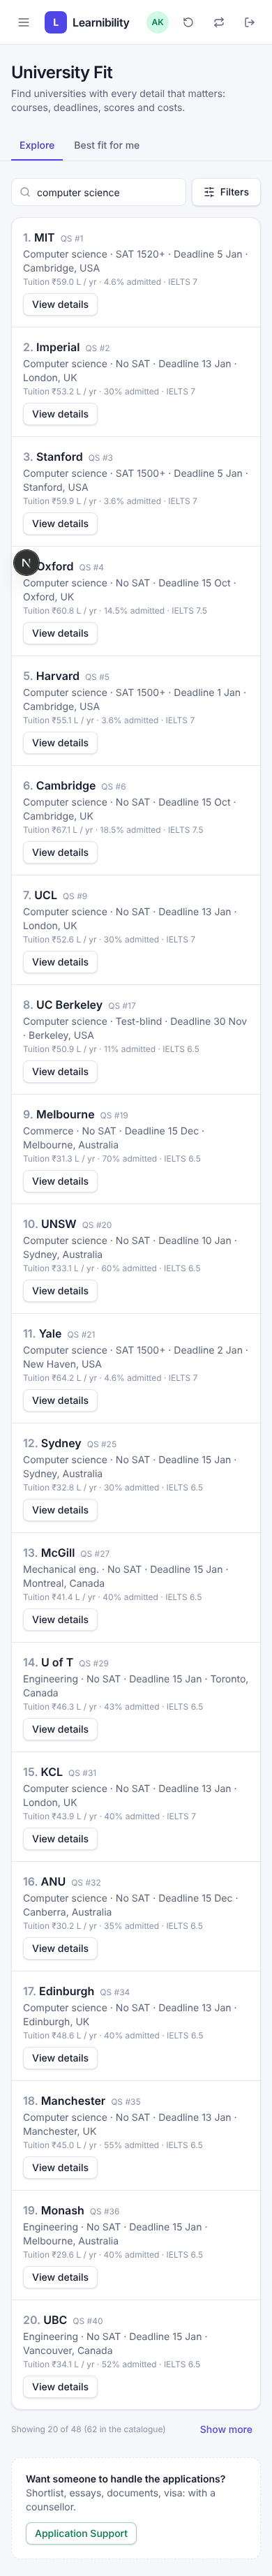 L Learnibility AK
University Fit
Find universities with every detail that matters:
courses, deadlines, scores and costs.
Explore Best fit for me
computer science Filters
1. MIT QS #1
Computer science · SAT 1520+ · Deadline 5 Jan ·
Cambridge, USA
Tuition ₹59.0 L / yr · 4.6% admitted · IELTS 7
View details
2. Imperial QS #2
Computer science · No SAT · Deadline 13 Jan ·
London, UK
Tuition ₹53.2 L / yr · 30% admitted · IELTS 7
View details
3. Stanford QS #3
Computer science · SAT 1500+ · Deadline 5 Jan ·
Stanford, USA
Tuition ₹59.9 L / yr · 3.6% admitted · IELTS 7
View details
N Oxford QS #4
Computer science · No SAT · Deadline 15 Oct ·
Oxford, UK
Tuition ₹60.8 L / yr · 14.5% admitted · IELTS 7.5
View details
5. Harvard QS #5
Computer science · SAT 1500+ · Deadline 1 Jan ·
Cambridge, USA
Tuition ₹55.1 L / yr · 3.6% admitted · IELTS 7
View details
6. Cambridge QS #6
Computer science · No SAT · Deadline 15 Oct ·
Cambridge, UK
Tuition ₹67.1 L / yr · 18.5% admitted · IELTS 7.5
View details
7. UCL QS #9
Computer science · No SAT · Deadline 13 Jan ·
London, UK
Tuition ₹52.6 L / yr · 30% admitted · IELTS 7
View details
8. UC Berkeley QS #17
Computer science · Test-blind · Deadline 30 Nov
· Berkeley, USA
Tuition ₹50.9 L / yr · 11% admitted · IELTS 6.5
View details
9. Melbourne QS #19
Commerce · No SAT · Deadline 15 Dec ·
Melbourne, Australia
Tuition ₹31.3 L / yr · 70% admitted · IELTS 6.5
View details
10. UNSW QS #20
Computer science · No SAT · Deadline 10 Jan ·
Sydney, Australia
Tuition ₹33.1 L / yr · 60% admitted · IELTS 6.5
View details
11. Yale QS #21
Computer science · SAT 1500+ · Deadline 2 Jan ·
New Haven, USA
Tuition ₹64.2 L / yr · 4.6% admitted · IELTS 7
View details
12. Sydney QS #25
Computer science · No SAT · Deadline 15 Jan ·
Sydney, Australia
Tuition ₹32.8 L / yr · 30% admitted · IELTS 6.5
View details
13. McGill QS #27
Mechanical eng. · No SAT · Deadline 15 Jan ·
Montreal, Canada
Tuition ₹41.4 L / yr · 40% admitted · IELTS 6.5
View details
14. U of T QS #29
Engineering · No SAT · Deadline 15 Jan · Toronto,
Canada
Tuition ₹46.3 L / yr · 43% admitted · IELTS 6.5
View details
15. KCL QS #31
Computer science · No SAT · Deadline 13 Jan ·
London, UK
Tuition ₹43.9 L / yr · 40% admitted · IELTS 7
View details
16. ANU QS #32
Computer science · No SAT · Deadline 15 Dec ·
Canberra, Australia
Tuition ₹30.2 L / yr · 35% admitted · IELTS 6.5
View details
17. Edinburgh QS #34
Computer science · No SAT · Deadline 13 Jan ·
Edinburgh, UK
Tuition ₹48.6 L / yr · 40% admitted · IELTS 6.5
View details
18. Manchester QS #35
Computer science · No SAT · Deadline 13 Jan ·
Manchester, UK
Tuition ₹45.0 L / yr · 55% admitted · IELTS 6.5
View details
19. Monash QS #36
Engineering · No SAT · Deadline 15 Jan ·
Melbourne, Australia
Tuition ₹29.6 L / yr · 40% admitted · IELTS 6.5
View details
20. UBC QS #40
Engineering · No SAT · Deadline 15 Jan ·
Vancouver, Canada
Tuition ₹34.1 L / yr · 52% admitted · IELTS 6.5
View details
Showing 20 of 48 (62 in the catalogue) Show more
Want someone to handle the applications?
Shortlist, essays, documents, visa: with a
counsellor.
Application Support